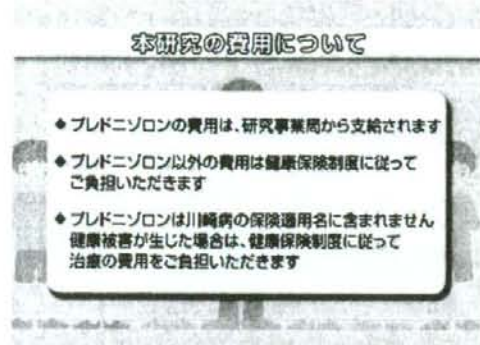 本研究の費用について
◆ プレドニゾロンの費用は、研究事業局から支給されます
◆ プレドニゾロン以外の費用は健康保険制度に従って
ご負担いただきます
◆ プレドニゾロンは川崎病の保険適用名に含まれません
健康被害が生じた場合は、健康保険制度に従って
治療の費用をご負担いただきます